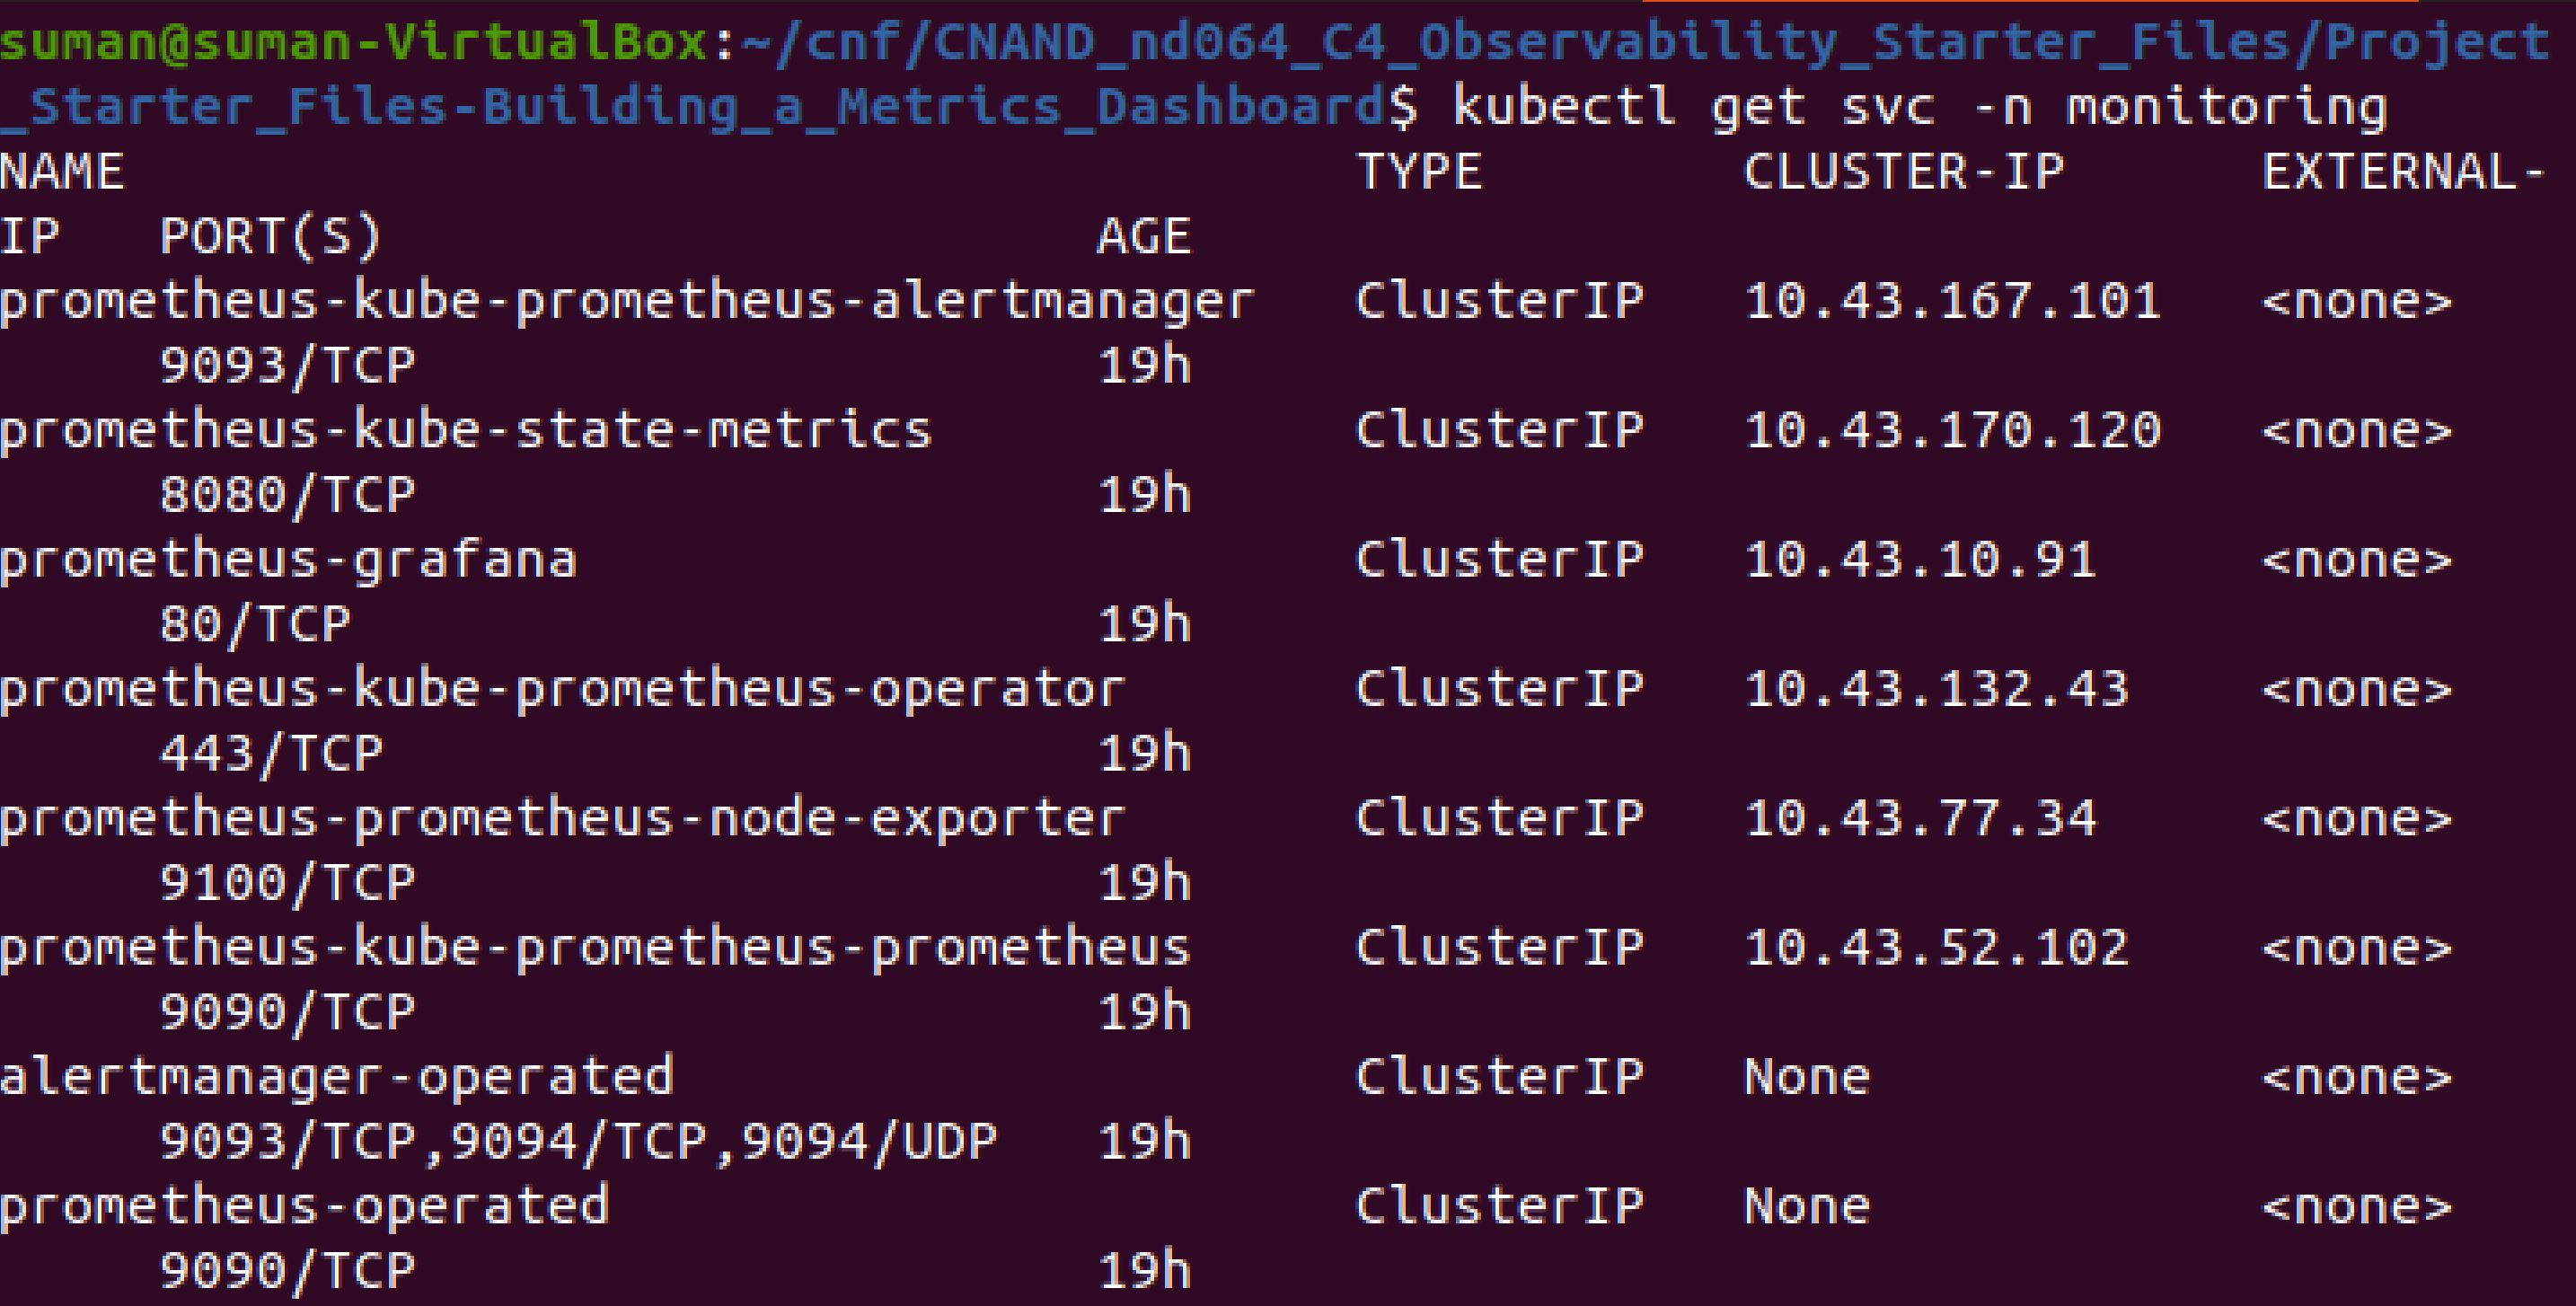 suman@suman-VirtualBox:~/cnf/CNAND_nd064_C4_Observability_Starter_Files/Project
_Starter_Files-Building_a_Metrics_Dashboard$ kubectl get svc -n monitoring
NAME                                      TYPE        CLUSTER-IP      EXTERNAL-
IP   PORT(S)                      AGE
prometheus-kube-prometheus-alertmanager   ClusterIP   10.43.167.101   <none>
     9093/TCP                     19h
prometheus-kube-state-metrics             ClusterIP   10.43.170.120   <none>
     8080/TCP                     19h
prometheus-grafana                        ClusterIP   10.43.10.91     <none>
     80/TCP                       19h
prometheus-kube-prometheus-operator       ClusterIP   10.43.132.43    <none>
     443/TCP                      19h
prometheus-prometheus-node-exporter       ClusterIP   10.43.77.34     <none>
     9100/TCP                     19h
prometheus-kube-prometheus-prometheus     ClusterIP   10.43.52.102    <none>
     9090/TCP                     19h
alertmanager-operated                     ClusterIP   None            <none>
     9093/TCP,9094/TCP,9094/UDP   19h
prometheus-operated                       ClusterIP   None            <none>
     9090/TCP                     19h